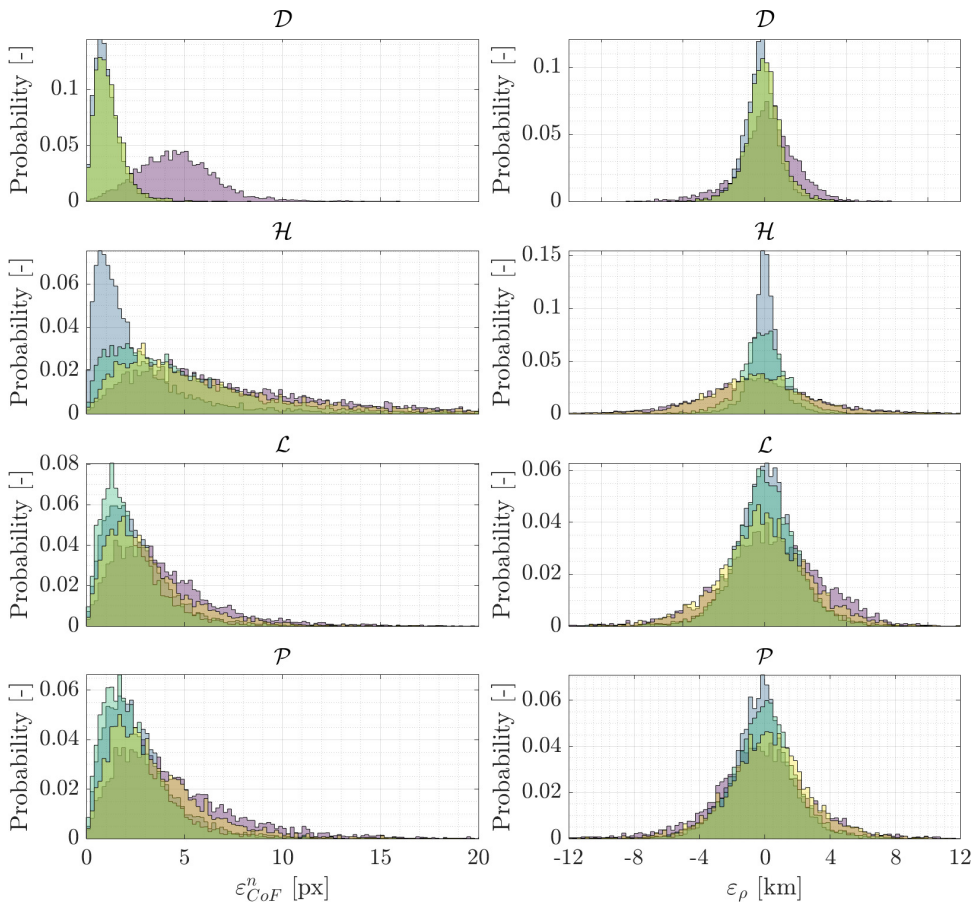 𝒟 𝒟
Probability [-] 0.1 0.05 0 Probability [-] 0.1 0.05 0
ℋ ℋ
Probability [-] 0.06 0.04 0.02 0 Probability [-] 0.15 0.1 0.05 0
ℒ ℒ
Probability [-] 0.08 0.06 0.04 0.02 0 Probability [-] 0.06 0.04 0.02 0
𝒫 𝒫
Probability [-] 0.06 0.04 0.02 0 Probability [-] 0.06 0.04 0.02 0
0 5 10 15 20 -12 -8 -4 0 4 8 12
ε^n_{CoF} [px] ε_ρ [km]